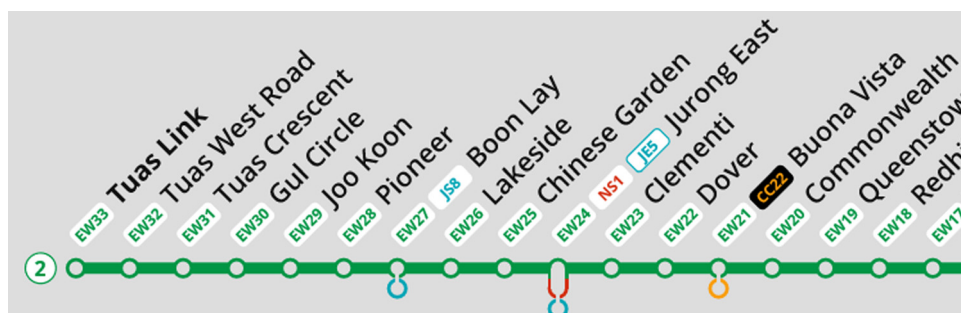 EW33 Tuas Link
EW32 Tuas West Road
EW31 Tuas Crescent
EW30 Gul Circle
EW29 Joo Koon
EW28 Pioneer
EW27 JS8 Boon Lay
EW26 Lakeside
EW25 Chinese Garden
EW24 NS1 JE5 Jurong East
EW23 Clementi
EW22 Dover
EW21 CC22 Buona Vista
EW20 Commonwealth
EW19
EW18
EW17
2